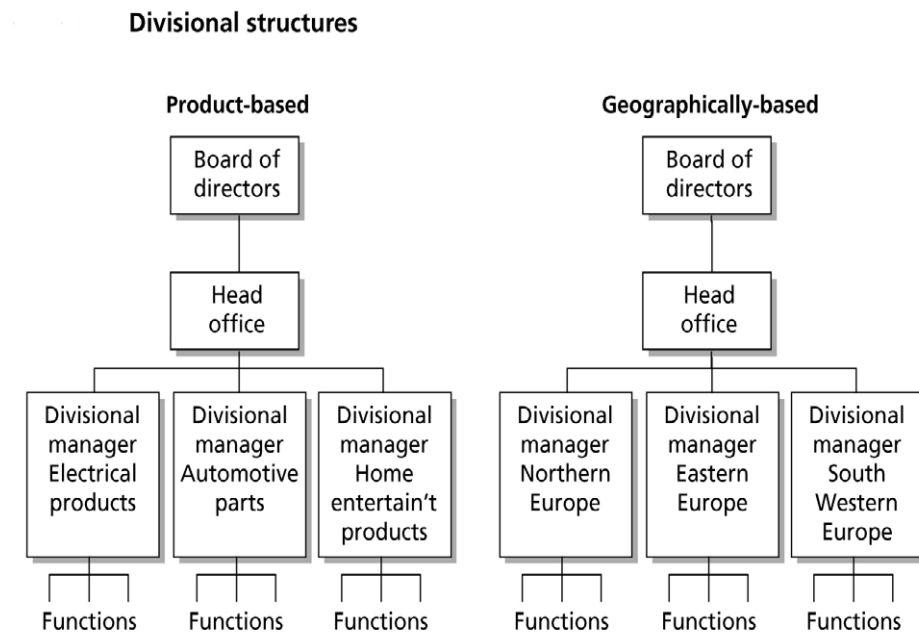 Divisional structures
Product-based
Board of
directors
Head
office
Divisional
manager
Electrical
products
Divisional
manager
Automotive
parts
Divisional
manager
Home
entertain't
products
Functions
Functions
Functions
Geographically-based
Board of
directors
Head
office
Divisional
manager
Northern
Europe
Divisional
manager
Eastern
Europe
Divisional
manager
South
Western
Europe
Functions
Functions
Functions